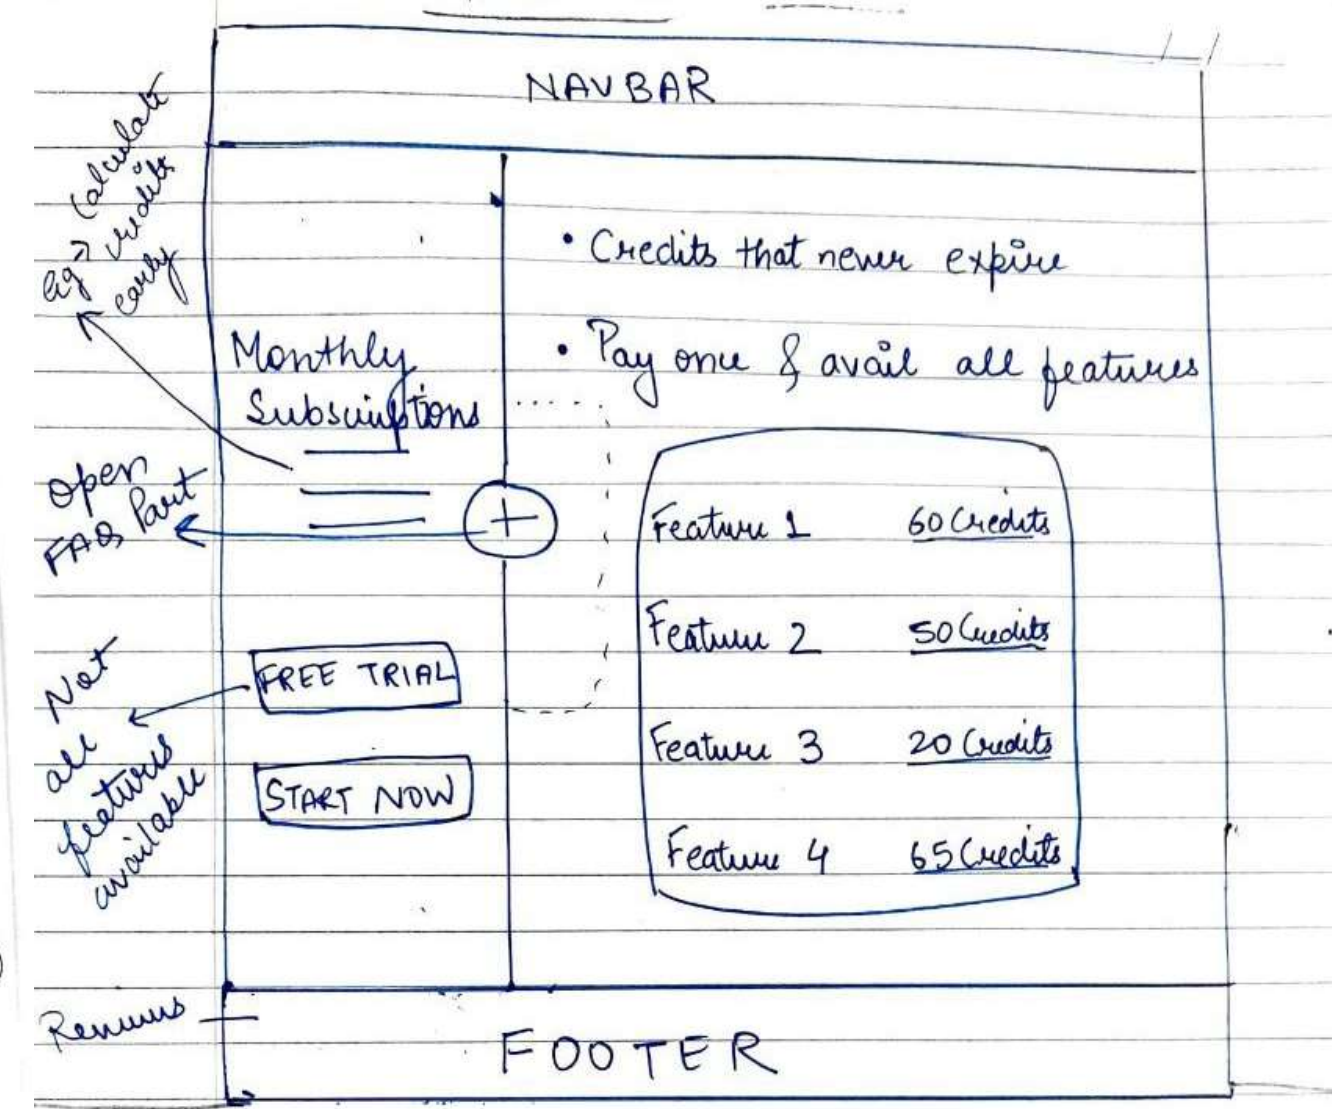 NAVBAR
eg → Calculate
credits
early
• Credits that never expire
Monthly
Subscriptions
• Pay once & avail all features
Open
FAQ Part
+
Feature 1 60 Credits
Feature 2 50 Credits
Feature 3 20 Credits
Feature 4 65 Credits
FREE TRIAL
START NOW
Not
all
features
available
FOOTER